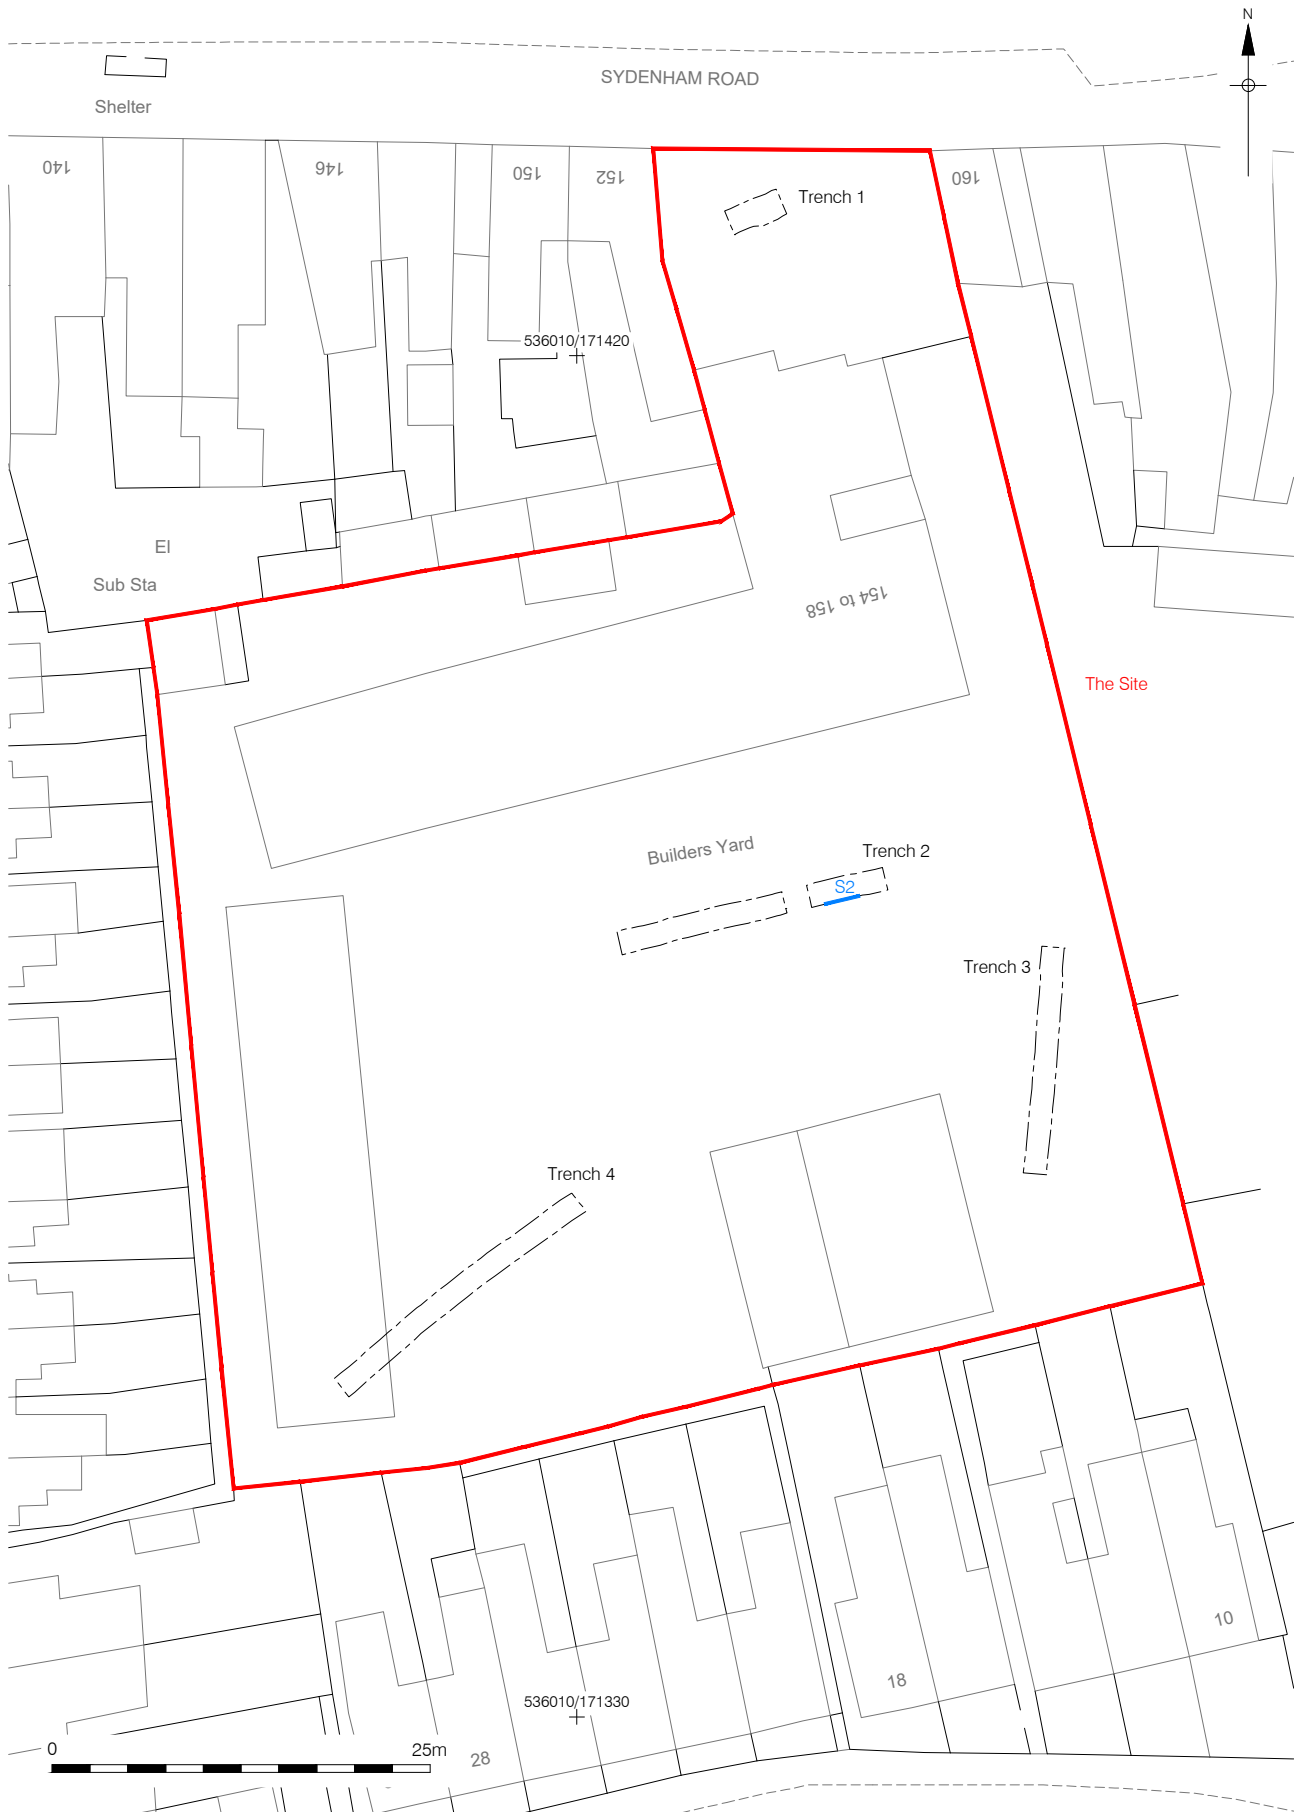 N
SYDENHAM ROAD
Shelter
140
146
150
152
160
Trench 1
536010/171420
El
Sub Sta
154 to 158
The Site
Builders Yard
Trench 2
S2
Trench 3
Trench 4
10
18
536010/171330
28
0
25m